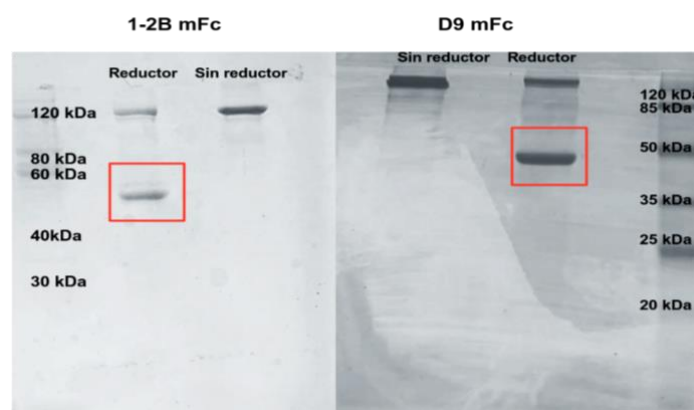 1-2B mFc
D9 mFc
Reductor
Sin reductor
120 kDa
80 kDa
60 kDa
40kDa
30 kDa
Sin reductor
Reductor
120 kDa
85 kDa
50 kDa
35 kDa
25 kDa
20 kDa